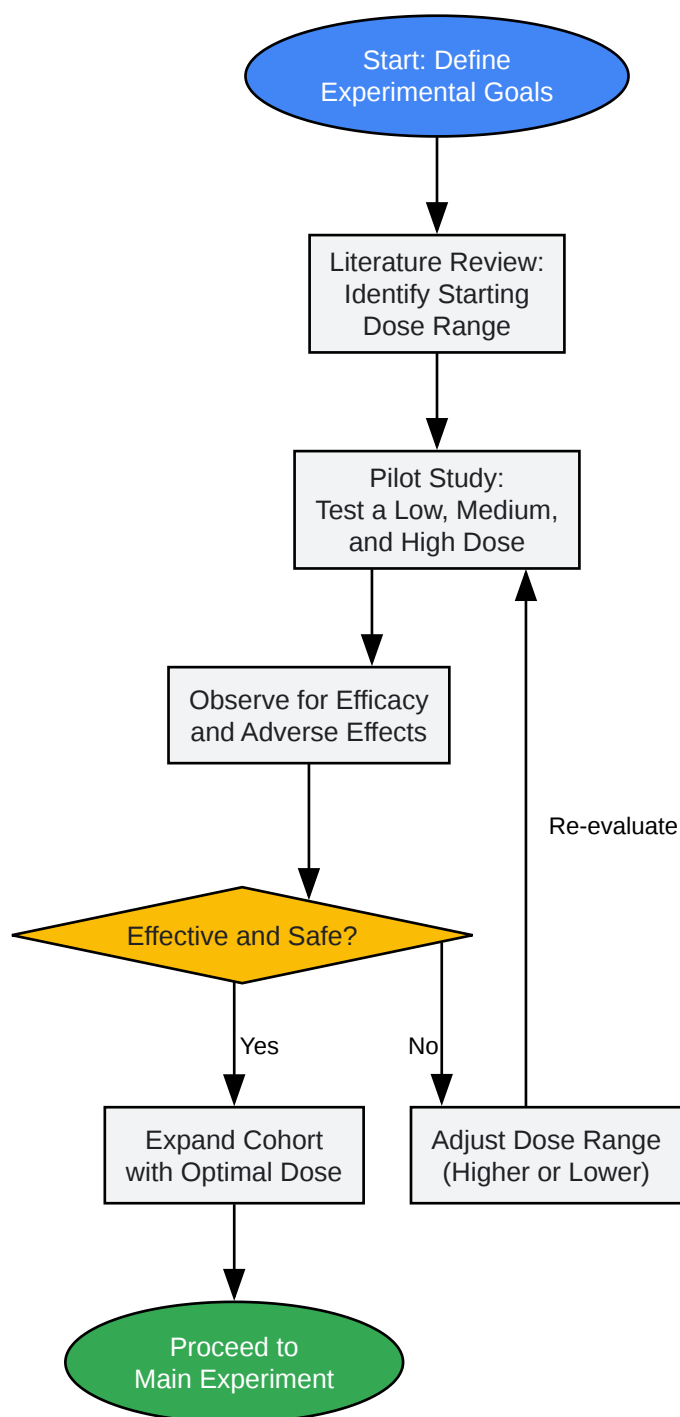 Start: Define
Experimental Goals
Literature Review:
Identify Starting
Dose Range
Pilot Study:
Test a Low, Medium,
and High Dose
Observe for Efficacy
and Adverse Effects
Re-evaluate
Effective and Safe?
Yes
No
Expand Cohort
with Optimal Dose
Adjust Dose Range
(Higher or Lower)
Proceed to
Main Experiment